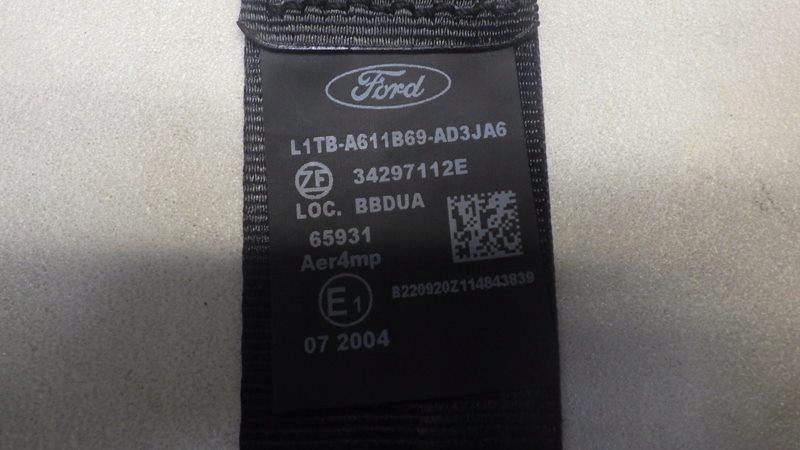 Ford
L1TB-A611B69-AD3JA6
ZF 34297112E
LOC. BBDUA
65931
Aer4mp
B220920Z114843839
E1
07 2004